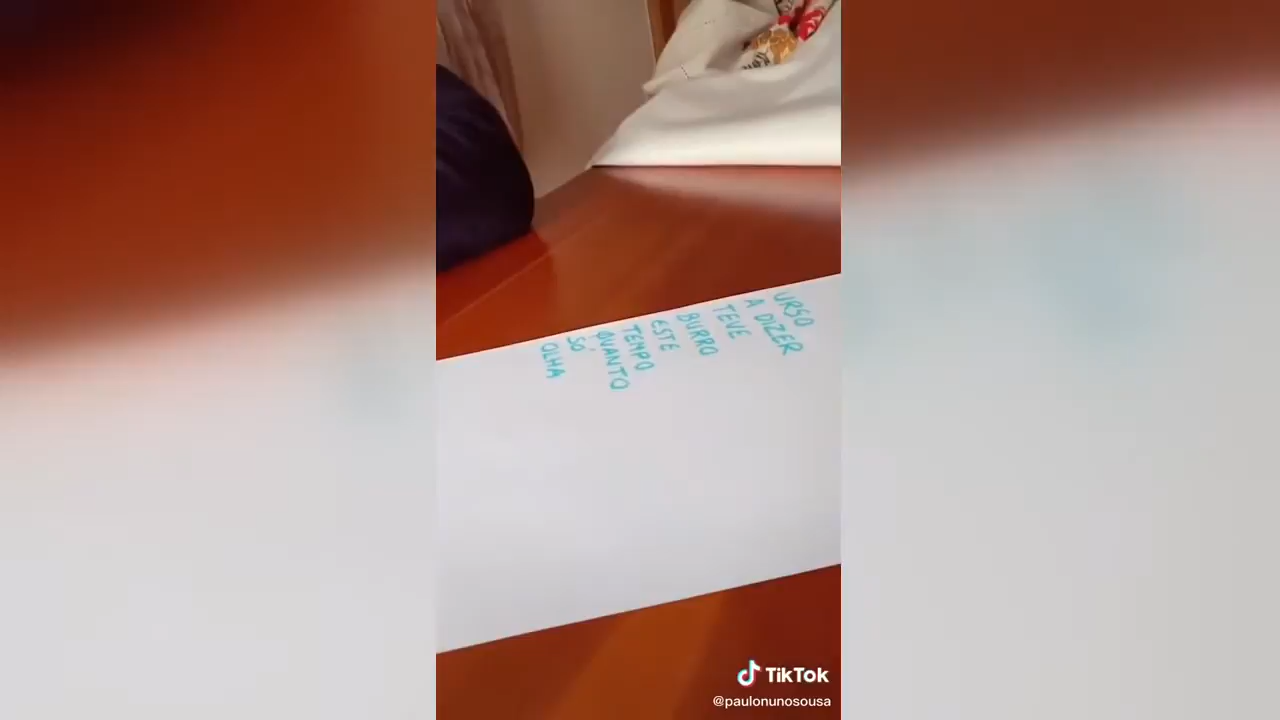 URSO
A DIZER
TEVE
BURRO
ESTE
TEMPO
QUANTO
SÓ
OLHA
TikTok
@paulonunosousa